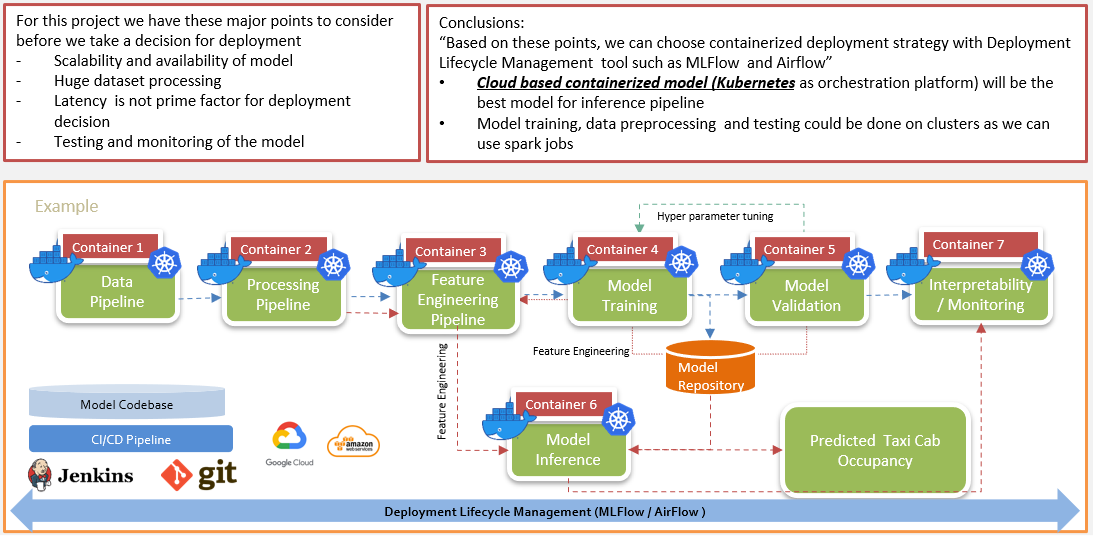 For this project we have these major points to consider
before we take a decision for deployment
- Scalability and availability of model
- Huge dataset processing
- Latency is not prime factor for deployment
decision
- Testing and monitoring of the model
Conclusions:
“Based on these points, we can choose containerized deployment strategy with Deployment
Lifecycle Management tool such as MLFlow and Airflow”
• Cloud based containerized model (Kubernetes as orchestration platform) will be the
best model for inference pipeline
• Model training, data preprocessing and testing could be done on clusters as we can
use spark jobs
Example
Hyper parameter tuning
Container 1
Data
Pipeline
Container 2
Processing
Pipeline
Container 3
Feature
Engineering
Pipeline
Container 4
Model
Training
Container 5
Model
Validation
Container 7
Interpretability
/ Monitoring
Feature Engineering
Feature Engineering
Model
Repository
Container 6
Model
Inference
Predicted Taxi Cab
Occupancy
Model Codebase
CI/CD Pipeline
Jenkins
git
Google Cloud
amazon
webservices
Deployment Lifecycle Management (MLFlow / AirFlow )